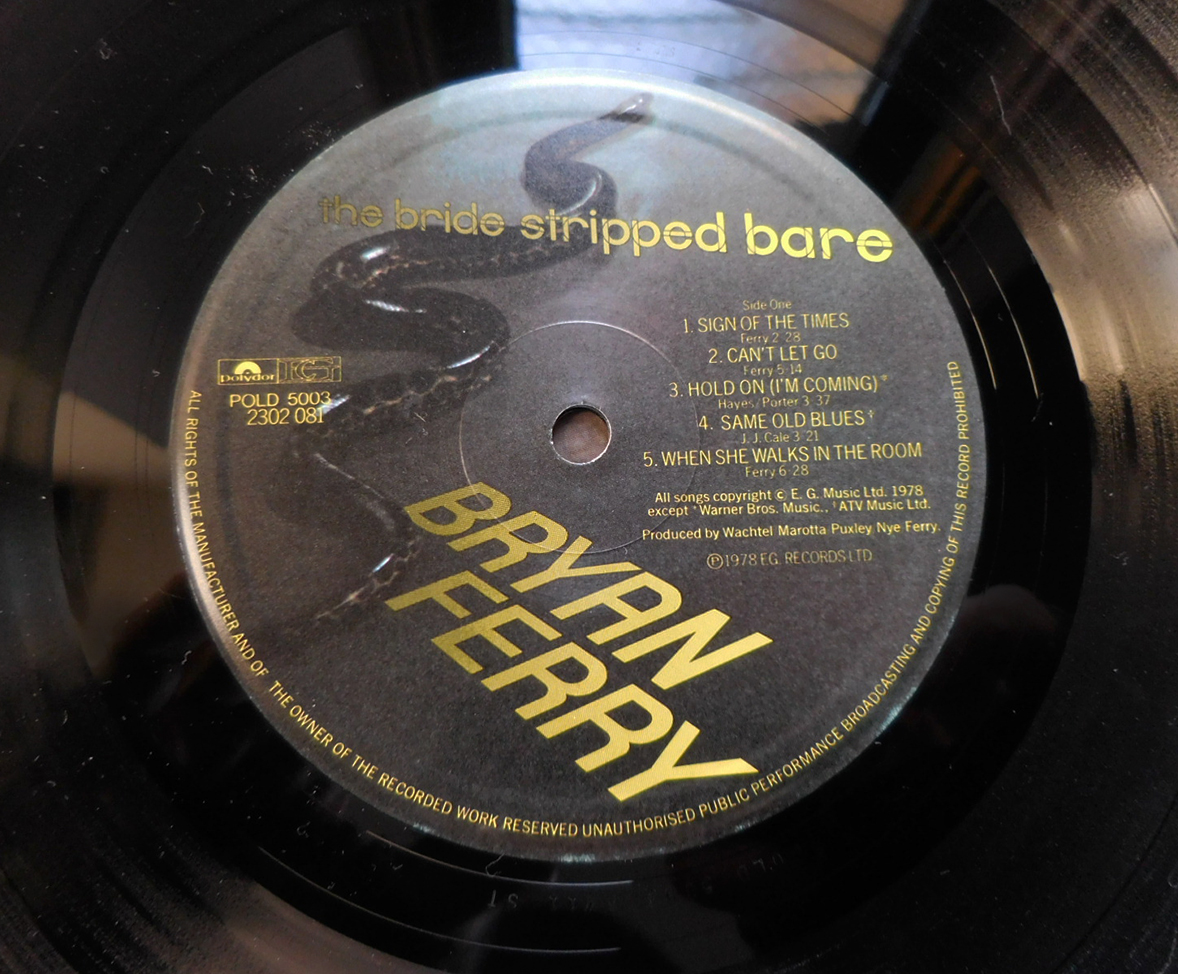 the bride stripped bare
Side One
1. SIGN OF THE TIMES
Ferry 2·28
2. CAN'T LET GO
Ferry 5·14
3. HOLD ON (I'M COMING)*
Hayes/Porter 3·37
4. SAME OLD BLUES†
J. J. Cale 3·21
5. WHEN SHE WALKS IN THE ROOM
Ferry 6·28
All songs copyright © E. G. Music Ltd. 1978
except *Warner Bros. Music., †ATV Music Ltd.
Produced by Wachtel Marotta Puxley Nye Ferry.
℗1978 E.G. RECORDS LTD
polydor EG
POLD 5003
2302 081
BRYAN
FERRY
ALL RIGHTS OF THE MANUFACTURER AND OF THE OWNER OF THE RECORDED WORK RESERVED UNAUTHORISED PUBLIC PERFORMANCE BROADCASTING AND COPYING OF THIS RECORD PROHIBITED